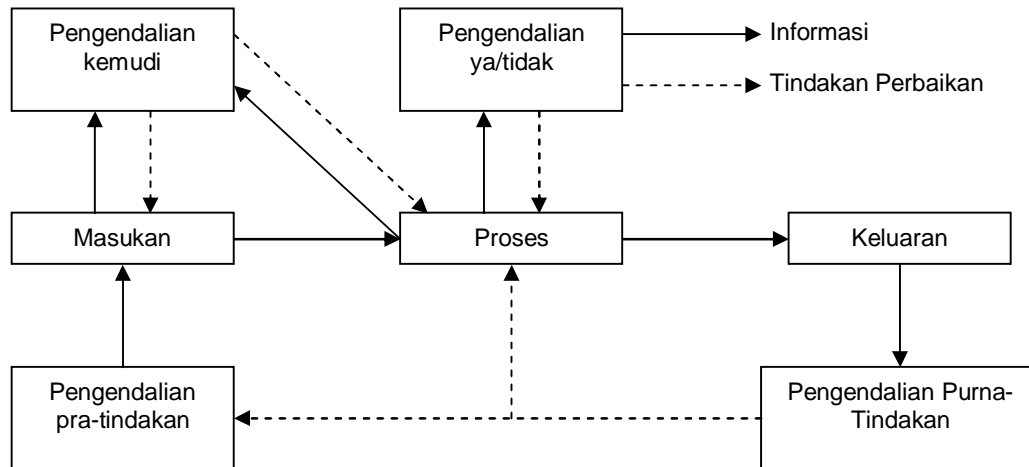 Pengendalian
kemudi
Pengendalian
ya/tidak
Informasi
Tindakan Perbaikan
Masukan
Proses
Keluaran
Pengendalian
pra-tindakan
Pengendalian Purna-
Tindakan